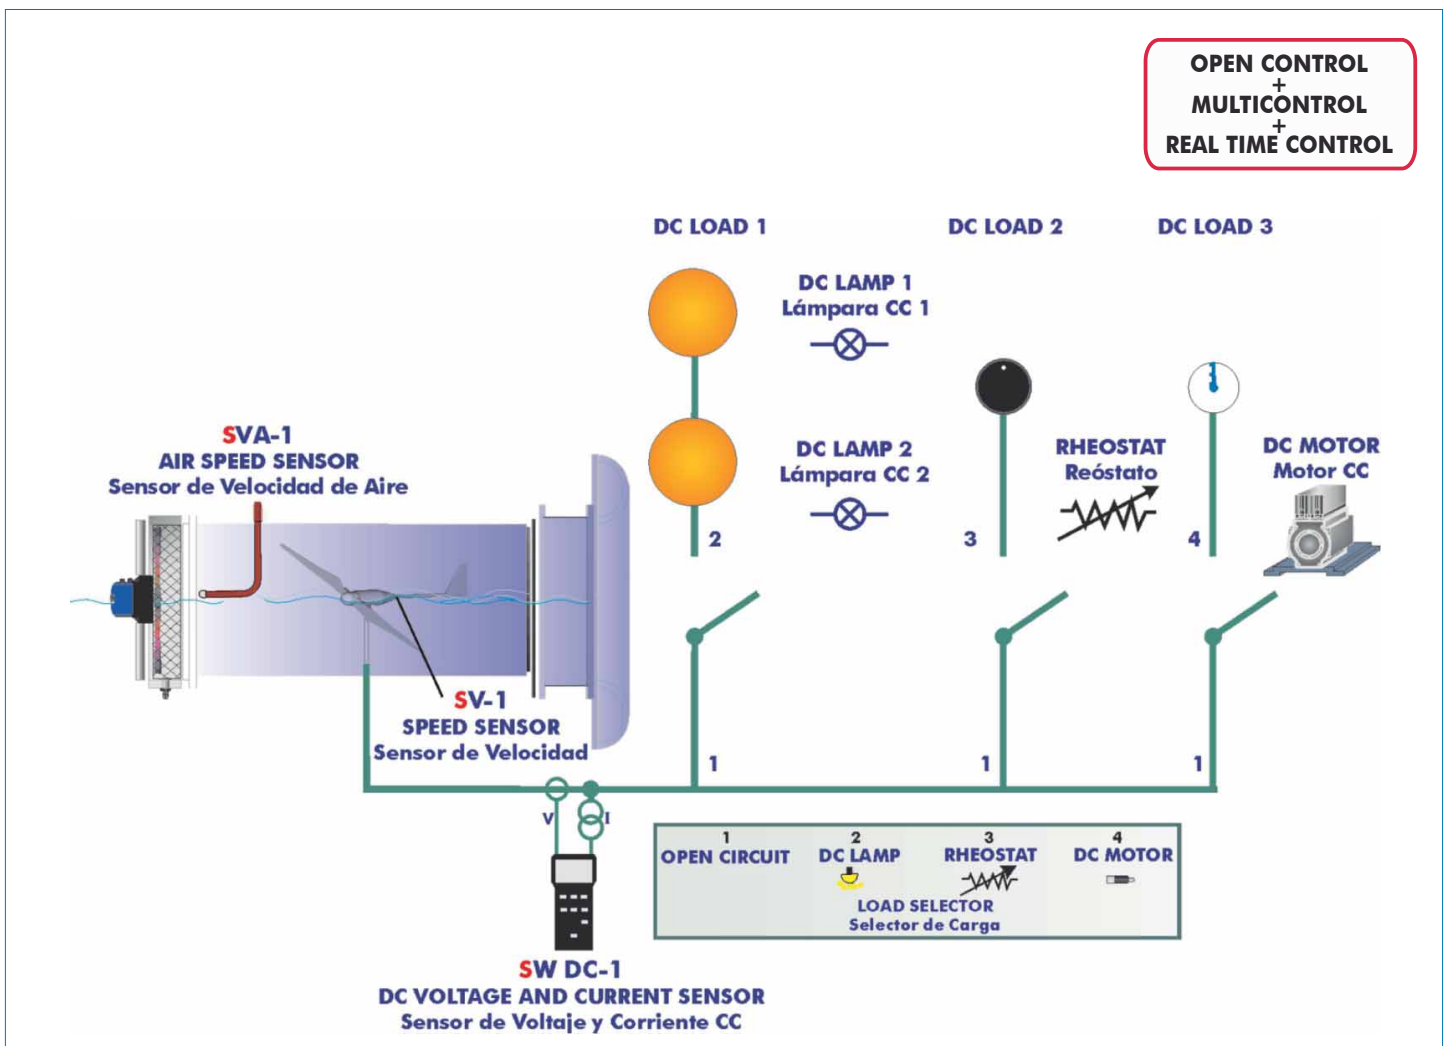 OPEN CONTROL
+
MULTICONTROL
+
REAL TIME CONTROL
DC LOAD 1
DC LOAD 2
DC LOAD 3
DC LAMP 1
Lámpara CC 1
SVA-1
AIR SPEED SENSOR
Sensor de Velocidad de Aire
DC LAMP 2
Lámpara CC 2
RHEOSTAT
Reóstato
DC MOTOR
Motor CC
2
3
4
SV-1
SPEED SENSOR
Sensor de Velocidad
1
1
1
V
I
1
OPEN CIRCUIT
2
DC LAMP
3
RHEOSTAT
4
DC MOTOR
LOAD SELECTOR
Selector de Carga
SW DC-1
DC VOLTAGE AND CURRENT SENSOR
Sensor de Voltaje y Corriente CC